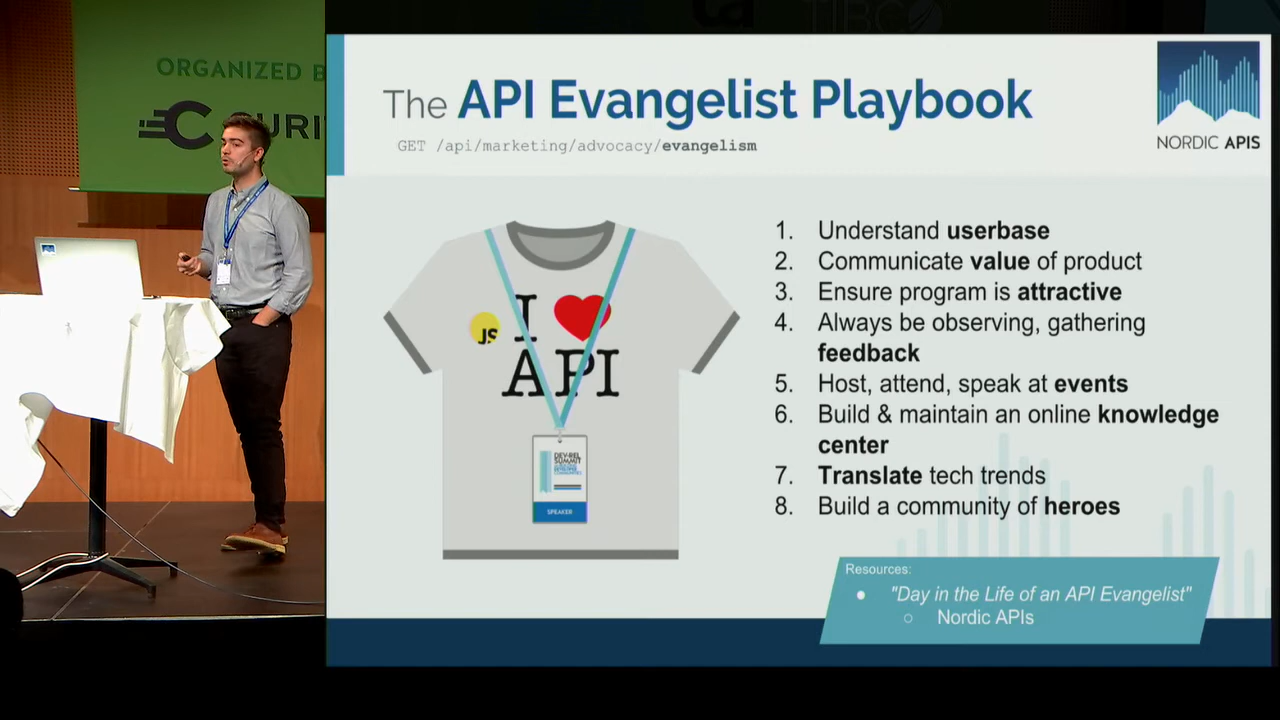 ORGANIZED B
CURIT
The API Evangelist Playbook
GET /api/marketing/advocacy/evangelism
NORDIC APIS
JS
I
API
DEV-REL
SUMMIT
SPEAKER
1. Understand userbase
2. Communicate value of product
3. Ensure program is attractive
4. Always be observing, gathering
feedback
5. Host, attend, speak at events
6. Build & maintain an online knowledge
center
7. Translate tech trends
8. Build a community of heroes
Resources:
● "Day in the Life of an API Evangelist"
○ Nordic APIs